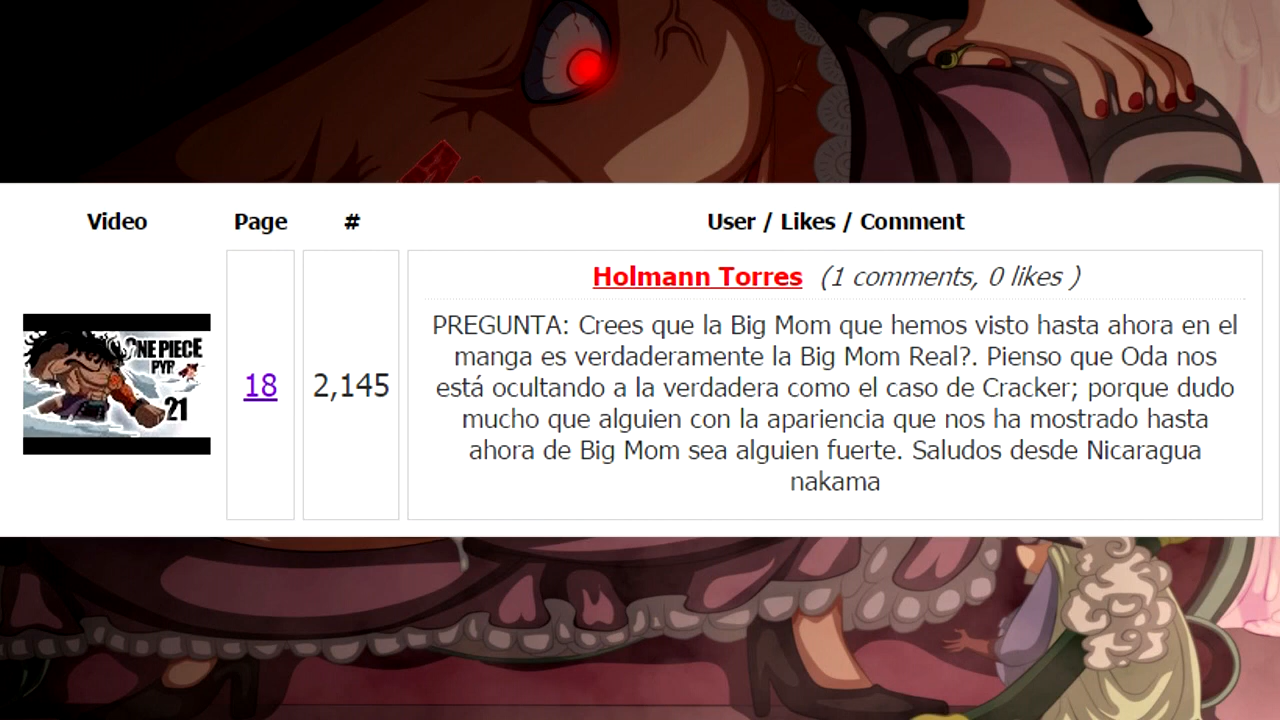 Video Page # User / Likes / Comment
Holmann Torres (1 comments, 0 likes )
ONE PIECE
PYR
21
18
2,145
PREGUNTA: Crees que la Big Mom que hemos visto hasta ahora en el
manga es verdaderamente la Big Mom Real?. Pienso que Oda nos
está ocultando a la verdadera como el caso de Cracker; porque dudo
mucho que alguien con la apariencia que nos ha mostrado hasta
ahora de Big Mom sea alguien fuerte. Saludos desde Nicaragua
nakama